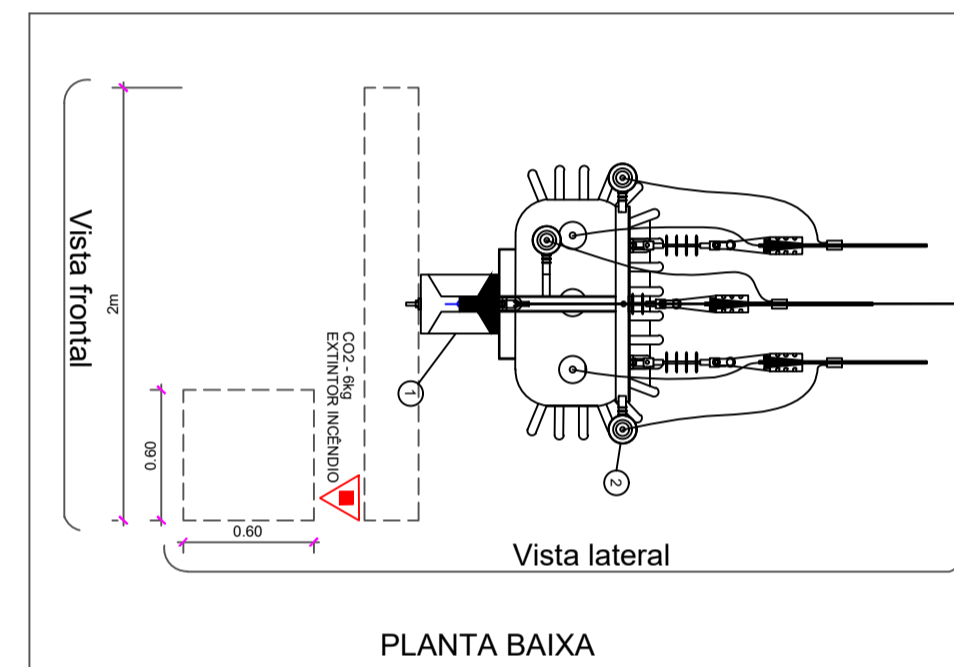 Vista frontal
2m
0.60
0.60
CO2 - 6kg
EXTINTOR INCÊNDIO
1
2
Vista lateral
PLANTA BAIXA